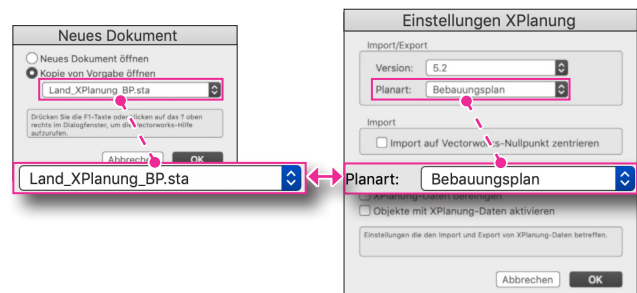 Neues Dokument
Neues Dokument öffnen
Kopie von Vorgabe öffnen
Land_XPlanung_BP.sta
Drücken Sie die F1-Taste oder klicken auf das ? oben
rechts im Dialogfenster, um die Vectorworks-Hilfe
aufzurufen.
Abbrechen OK
Land_XPlanung_BP.sta
Einstellungen XPlanung
Import/Export
Version: 5.2
Planart: Bebauungsplan
Import
Import auf Vectorworks-Nullpunkt zentrieren
Planart: Bebauungsplan
XPlanung-Daten bereinigen
Objekte mit XPlanung-Daten aktivieren
Einstellungen die den Import und Export von XPlanung-Daten betreffen.
Abbrechen OK